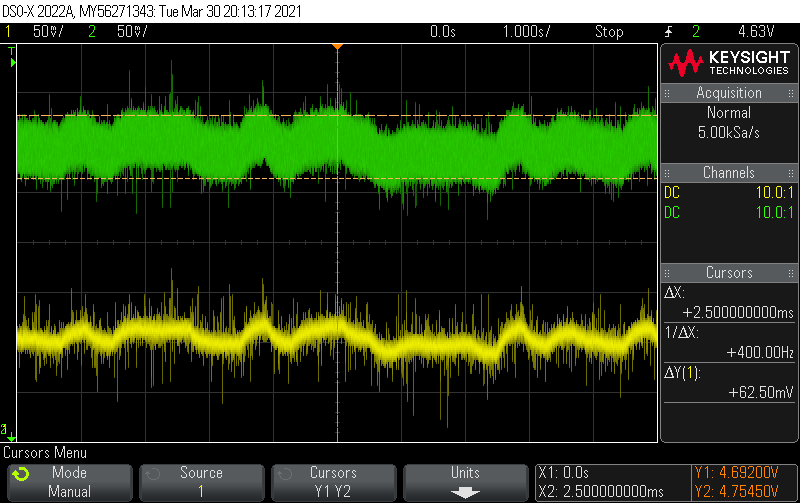 DSO-X 2022A, MY56271343: Tue Mar 30 20:13:17 2021
1 50mV/ 2 50mV/ 0.0s 1.000s/ Stop 2 4.63V
KEYSIGHT
TECHNOLOGIES
Acquisition
Normal
5.00kSa/s
Channels
DC 10.0:1
DC 10.0:1
Cursors
ΔX:
+2.500000000ms
1/ΔX:
+400.00Hz
ΔY(1):
+62.50mV
Cursors Menu
Mode
Manual
Source
1
Cursors
Y1 Y2
Units
X1: 0.0s
X2: 2.500000000ms
Y1: 4.69200V
Y2: 4.75450V